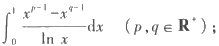 ∫₀¹ (x^{p-1} − x^{q-1}) / (ln x) dx （p, q ∈ R⁺）；